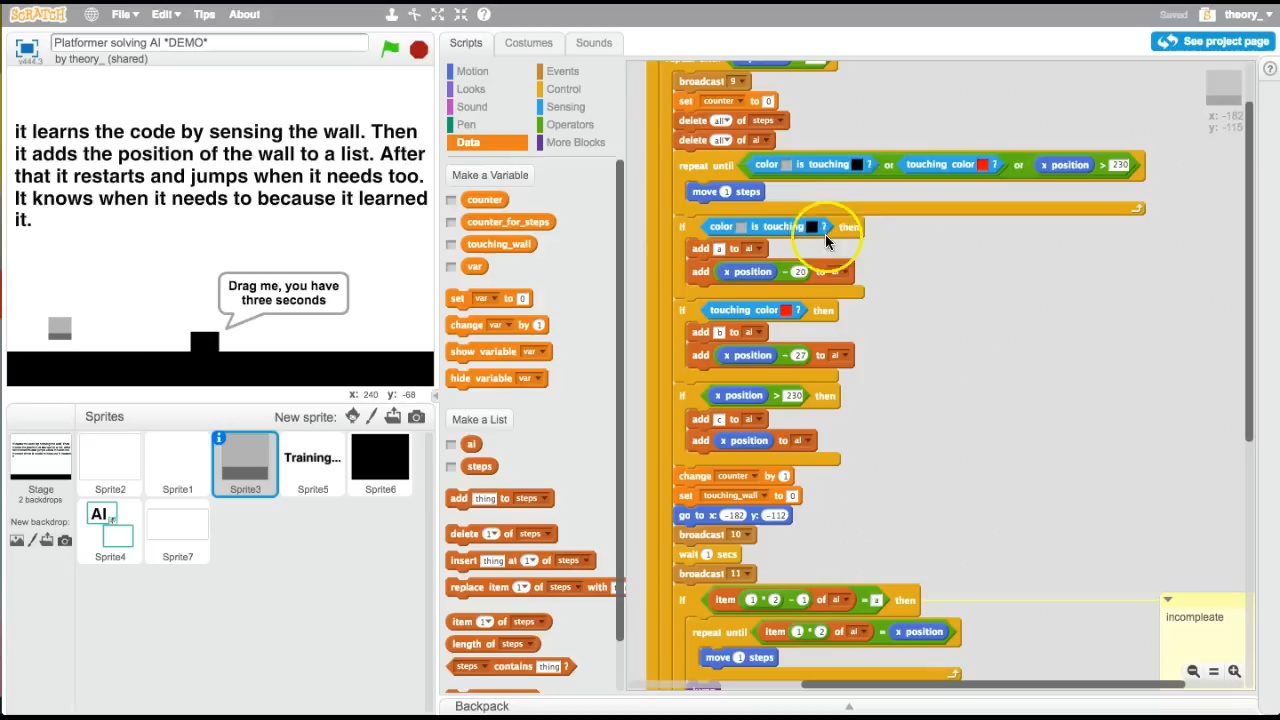 SCRATCH File Edit Tips About Saved theory_
Platformer solving AI *DEMO*
by theory_ (shared)
v444.3
Scripts Costumes Sounds
See project page
it learns the code by sensing the wall. Then
it adds the position of the wall to a list. After
that it restarts and jumps when it needs too.
It knows when it needs to because it learned
it.
Drag me, you have
three seconds
x: 240 y: -68
Sprites New sprite:
Stage
2 backdrops
New backdrop:
Sprite2
Sprite1
Sprite3
Training...
Sprite5
Sprite6
AI
Sprite4
Sprite7
Motion Events
Looks Control
Sound Sensing
Pen Operators
Data More Blocks
Make a Variable
counter
counter_for_steps
touching_wall
var
set var to 0
change var by 1
show variable var
hide variable var
Make a List
ai
steps
add thing to steps
delete 1 of steps
insert thing at 1 of steps
replace item 1 of steps with
item 1 of steps
length of steps
steps contains thing ?
broadcast 9
set counter to 0
delete all of steps
delete all of ai
repeat until color is touching ? or touching color ? or x position > 230
move 1 steps
if color is touching ? then
add a to ai
add x position - 20 to ai
if touching color ? then
add b to ai
add x position - 27 to ai
if x position > 230 then
add c to ai
add x position to ai
change counter by 1
set touching_wall to 0
go to x: -182 y: -112
broadcast 10
wait 1 secs
broadcast 11
if item 1 * 2 - 1 of ai = a then
repeat until item 1 * 2 of ai = x position
move 1 steps
x: -182
y: -115
incompleate
Backpack